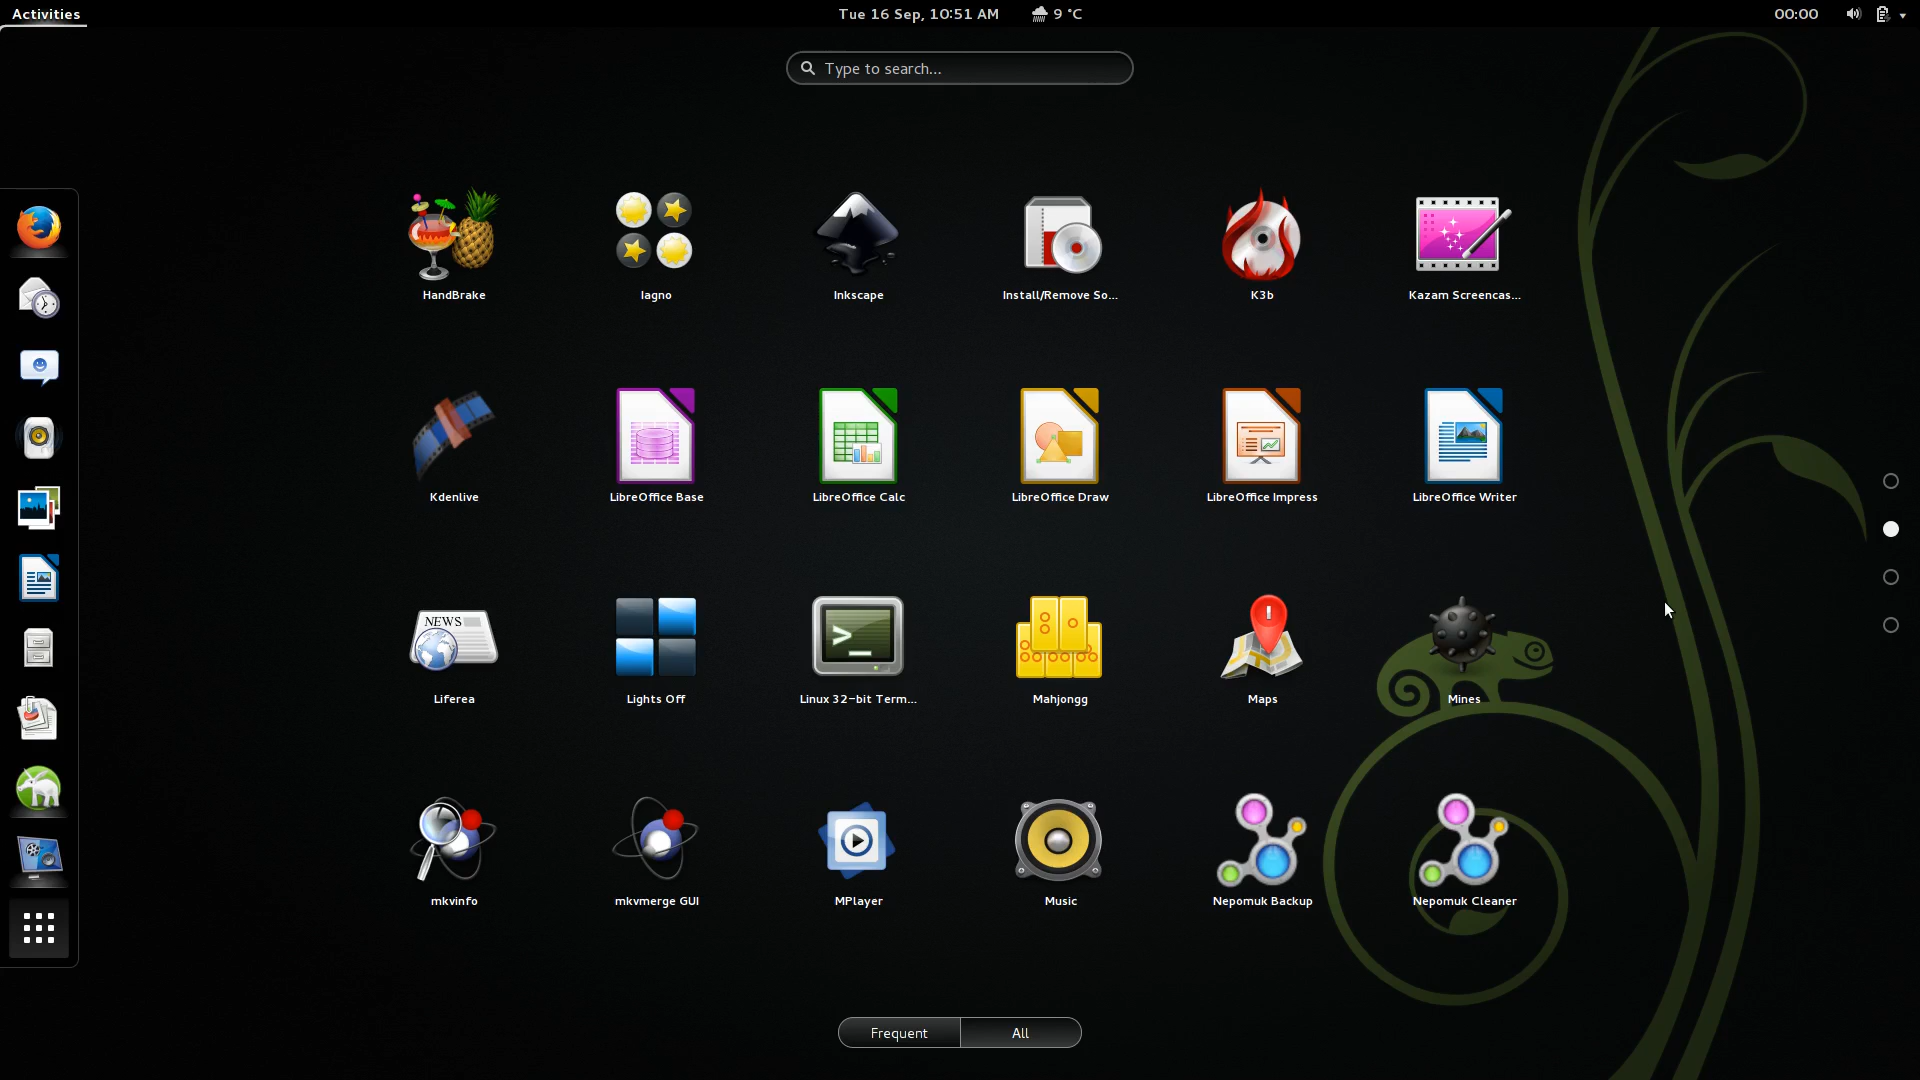 Activities
Tue 16 Sep, 10:51 AM 9 °C
00:00
Type to search...
HandBrake
Iagno
Inkscape
Install/Remove So...
K3b
Kazam Screencas...
Kdenlive
LibreOffice Base
LibreOffice Calc
LibreOffice Draw
LibreOffice Impress
LibreOffice Writer
NEWS
Liferea
Lights Off
Linux 32-bit Term...
Mahjongg
Maps
Mines
mkvinfo
mkvmerge GUI
MPlayer
Music
Nepomuk Backup
Nepomuk Cleaner
Frequent
All